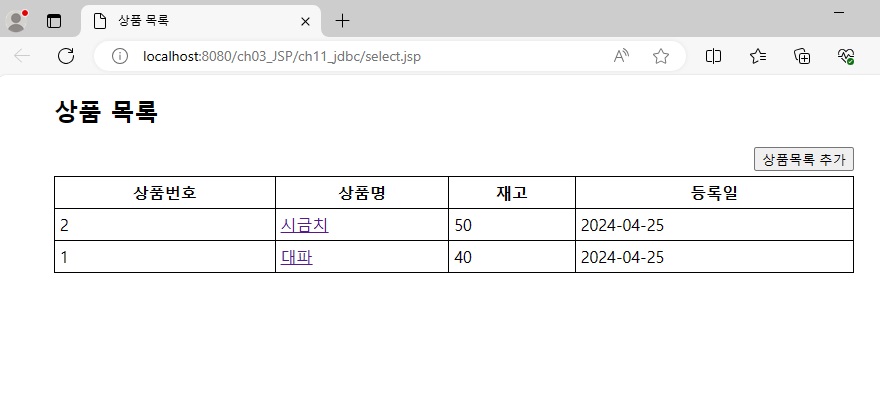 상품 목록
localhost:8080/ch03_JSP/ch11_jdbc/select.jsp
상품 목록
상품목록 추가
상품번호 상품명 재고 등록일
2 시금치 50 2024-04-25
1 대파 40 2024-04-25